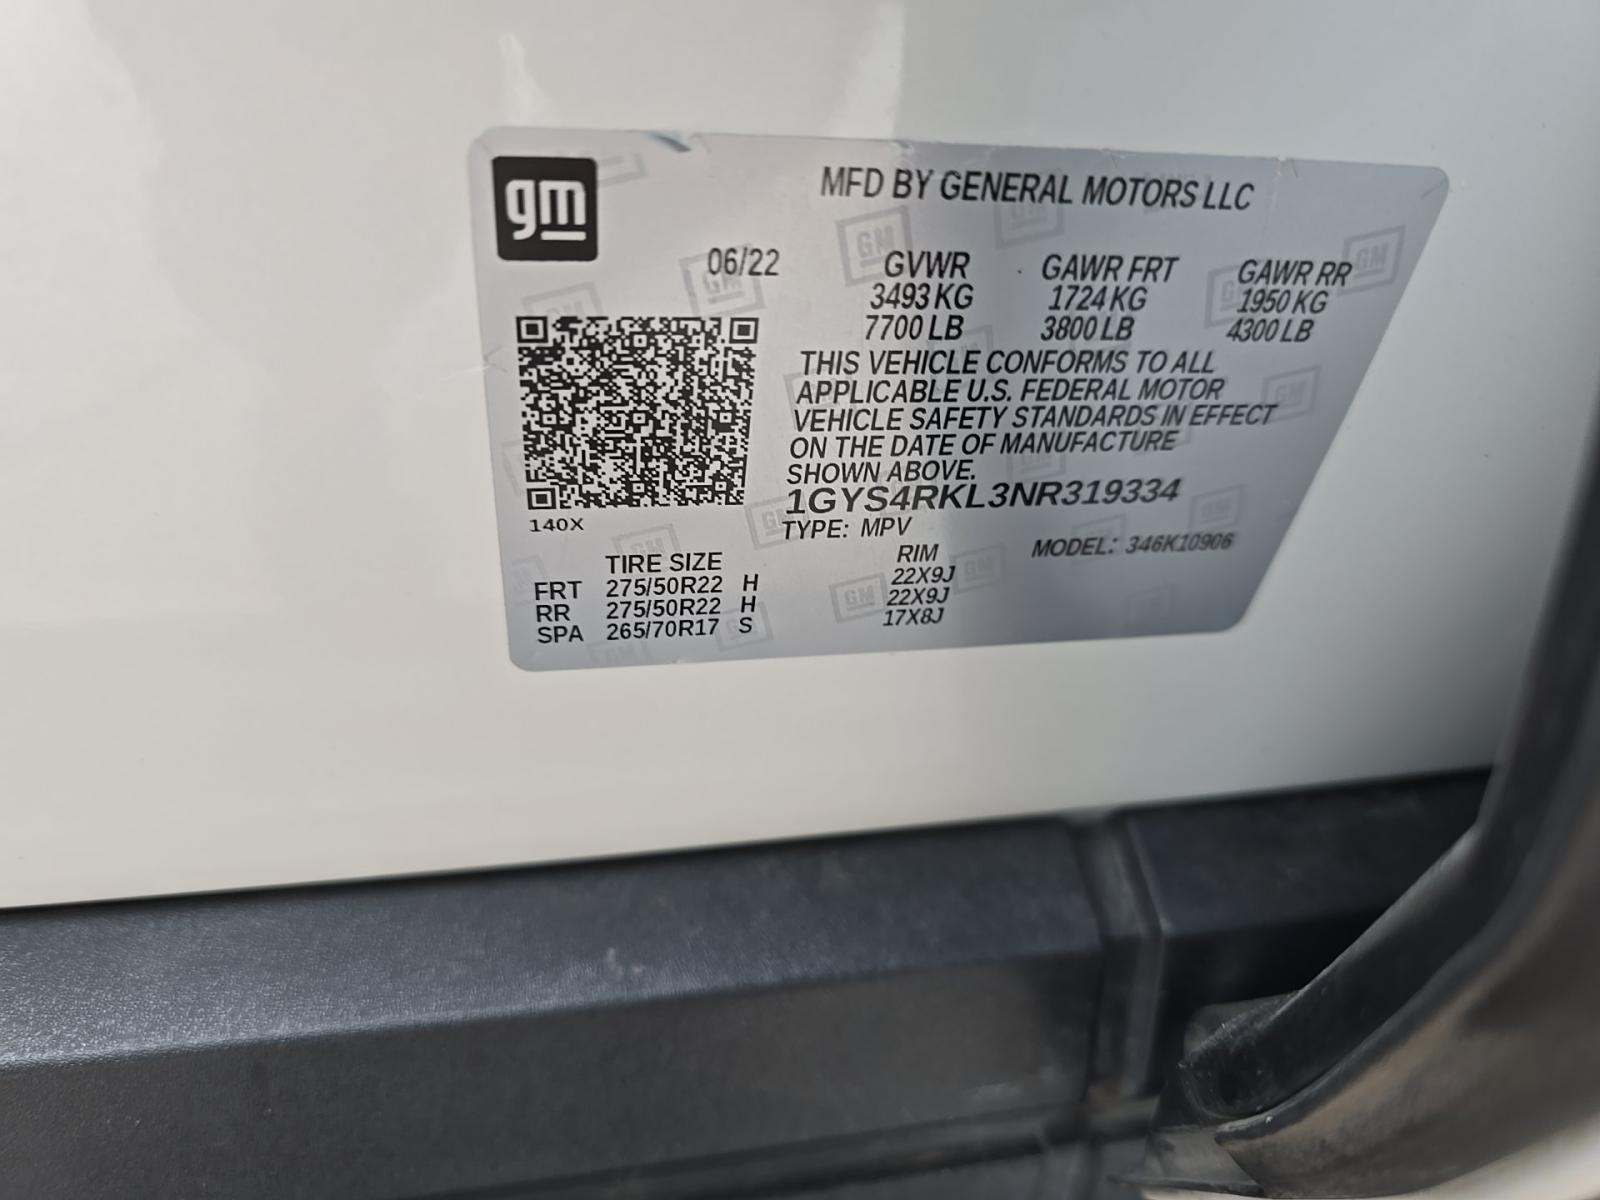 gm
MFD BY GENERAL MOTORS LLC
06/22 GVWR GAWR FRT GAWR RR
3493 KG 1724 KG 1950 KG
7700 LB 3800 LB 4300 LB
THIS VEHICLE CONFORMS TO ALL
APPLICABLE U.S. FEDERAL MOTOR
VEHICLE SAFETY STANDARDS IN EFFECT
ON THE DATE OF MANUFACTURE
SHOWN ABOVE.
1GYS4RKL3NR319334
140X
TYPE: MPV MODEL: 346K10906
TIRE SIZE RIM
FRT 275/50R22 H 22X9J
RR 275/50R22 H 22X9J
SPA 265/70R17 S 17X8J